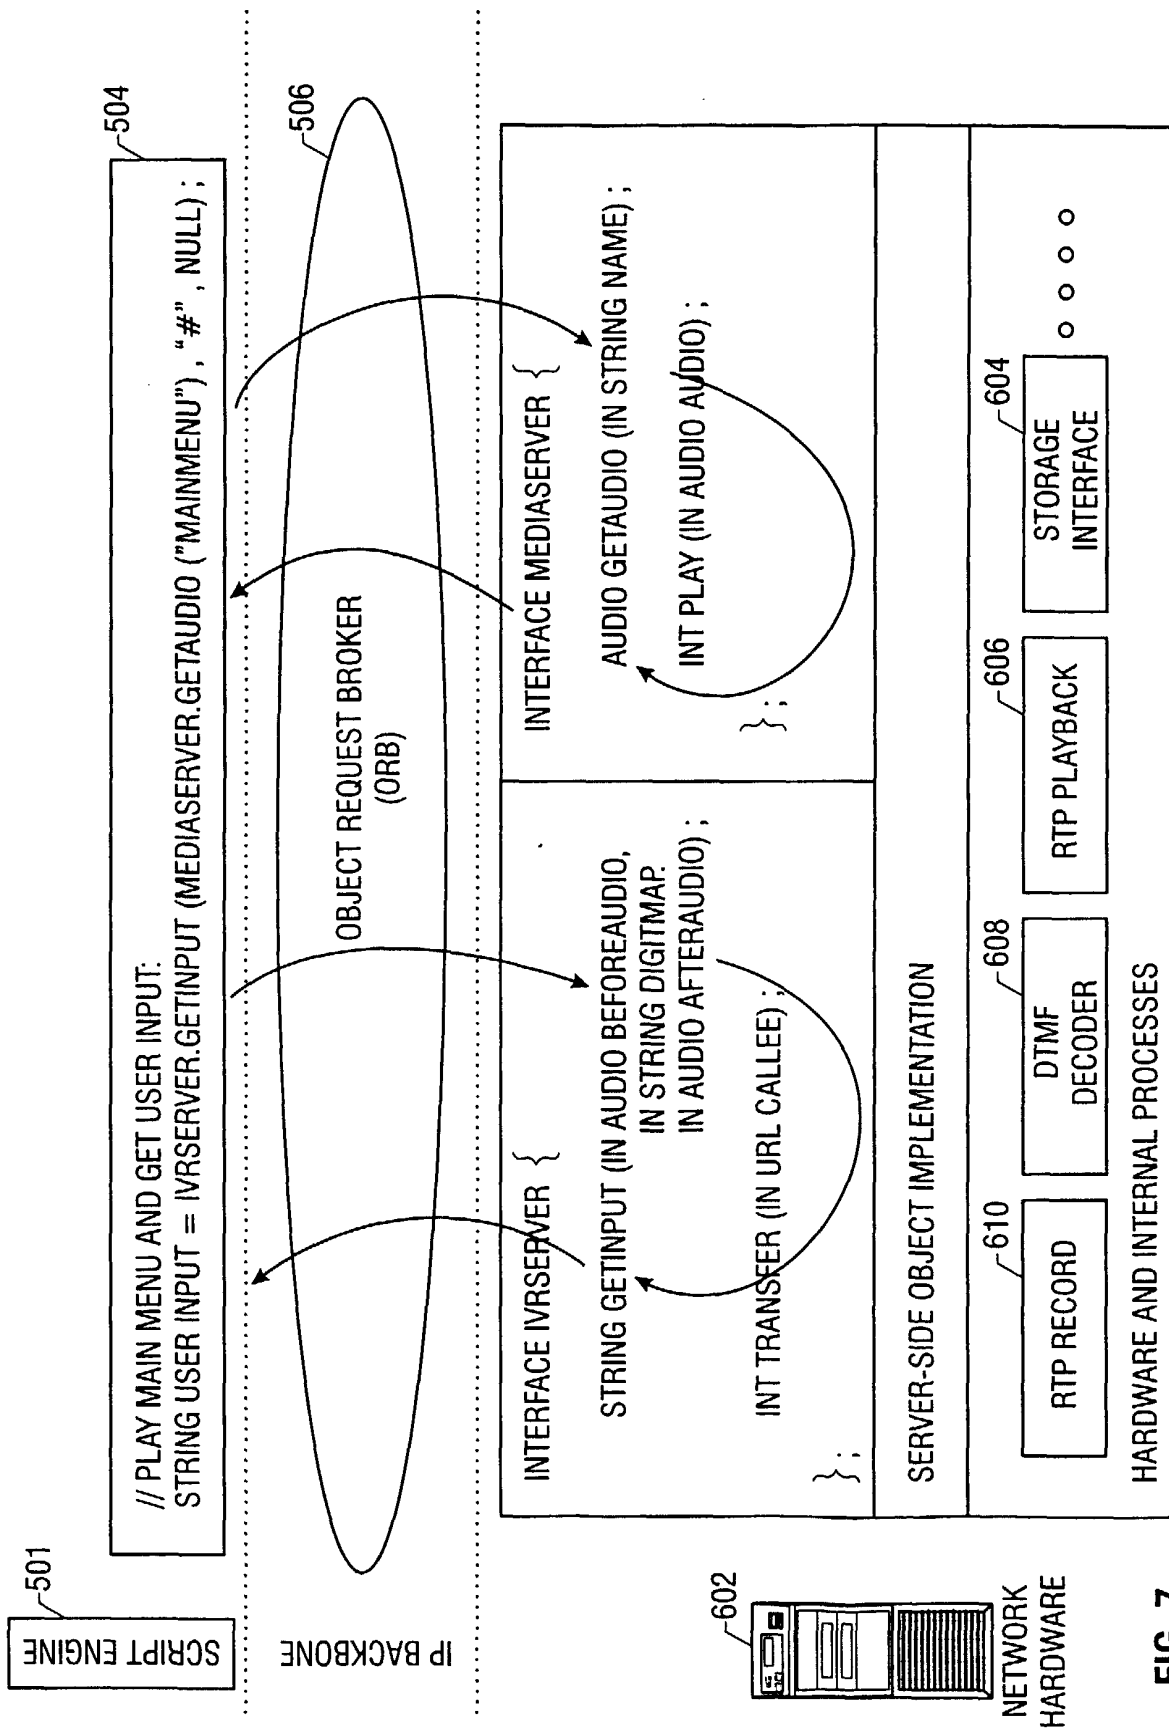 501
SCRIPT ENGINE
504
// PLAY MAIN MENU AND GET USER INPUT:
STRING USER INPUT = IVRSERVER.GETINPUT (MEDIASERVER.GETAUDIO ("MAINMENU") , "#" , NULL) ;
IP BACKBONE
506
OBJECT REQUEST BROKER
(ORB)
602
NETWORK
HARDWARE
INTERFACE IVRSERVER {
STRING GETINPUT (IN AUDIO BEFOREAUDIO,
IN STRING DIGITMAP.
IN AUDIO AFTERAUDIO) ;
INT TRANSFER (IN URL CALLEE) ;
} ;
INTERFACE MEDIASERVER {
AUDIO GETAUDIO (IN STRING NAME) ;
INT PLAY (IN AUDIO AUDIO) ;
} ;
SERVER-SIDE OBJECT IMPLEMENTATION
610
RTP RECORD
608
DTMF
DECODER
606
RTP PLAYBACK
604
STORAGE
INTERFACE
HARDWARE AND INTERNAL PROCESSES
FIG. 7